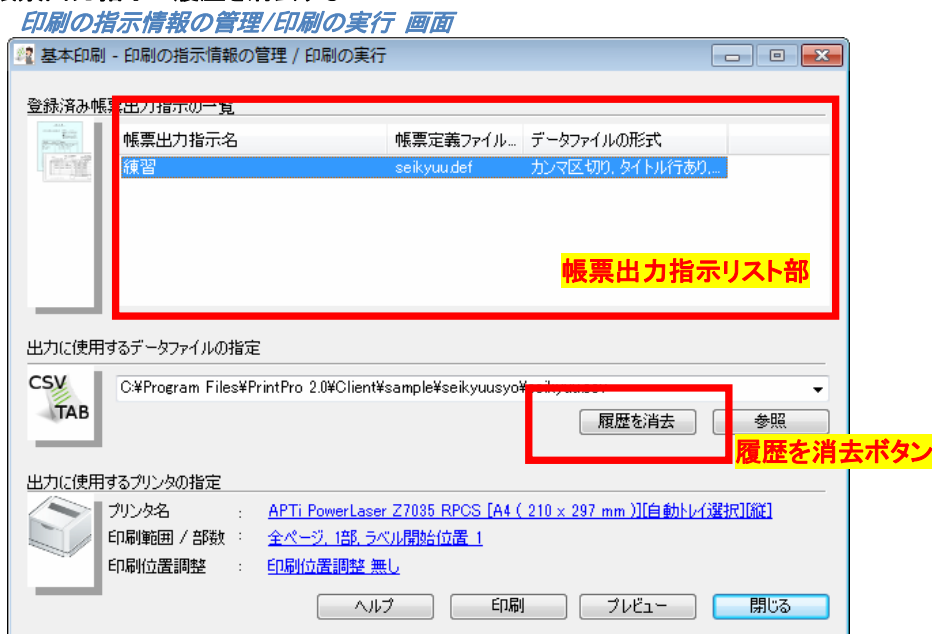 印刷の指示情報の管理/印刷の実行 画面
基本印刷 - 印刷の指示情報の管理 / 印刷の実行
登録済み帳票出力指示の一覧
帳票出力指示名 帳票定義ファイル... データファイルの形式
練習 seikyuu.def カンマ区切り, タイトル行あり,...
帳票出力指示リスト部
出力に使用するデータファイルの指定
CSV
TAB
C:¥Program Files¥PrintPro 2.0¥Client¥sample¥seikyuusyo¥
履歴を消去 参照
履歴を消去ボタン
出力に使用するプリンタの指定
プリンタ名 : APTi PowerLaser Z7035 RPCS [A4 ( 210 x 297 mm )][自動トレイ選択][縦]
印刷範囲 / 部数 : 全ページ, 1部, ラベル開始位置 1
印刷位置調整 : 印刷位置調整 無し
ヘルプ 印刷 プレビュー 閉じる